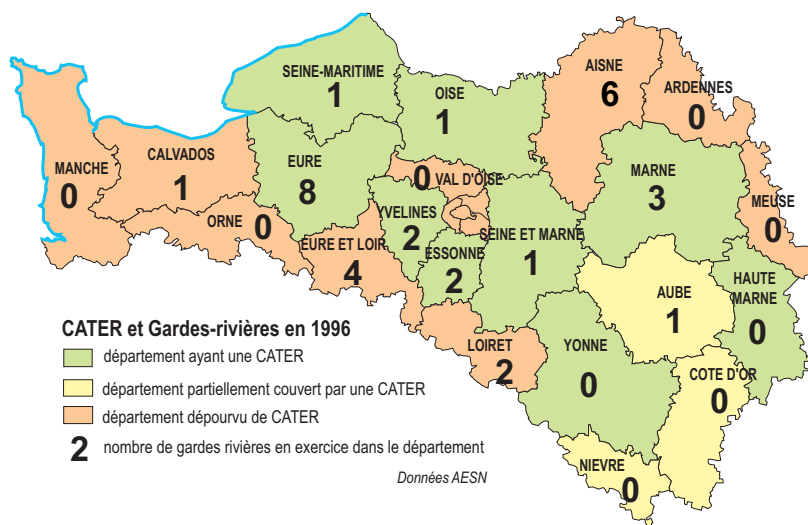 SEINE-MARITIME
1
OISE
1
AISNE
6
ARDENNES
0
MANCHE
0
CALVADOS
1
EURE
8
0 VAL D'OISE
MARNE
3
MEUSE
0
ORNE 0
EURE ET LOIR
4
YVELINES
2
ESSONNE
2
SEINE ET MARNE
1
AUBE
1
HAUTE
MARNE
0
LOIRET
2
YONNE
0
COTE D'OR
0
NIEVRE
0
CATER et Gardes-rivières en 1996
département ayant une CATER
département partiellement couvert par une CATER
département dépourvu de CATER
2 nombre de gardes rivières en exercice dans le département
Données AESN